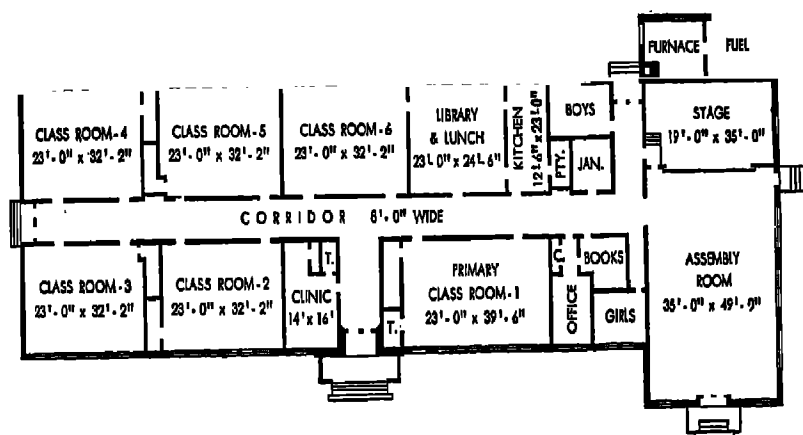 FURNACE
FUEL
CLASS ROOM-4
23'-0" x 32'-2"
CLASS ROOM-5
23'-0" x 32'-2"
CLASS ROOM-6
23'-0" x 32'-2"
LIBRARY
& LUNCH
23'-0" x 24'-6"
KITCHEN
12'-6" x 23'-0"
BOYS
PTY.
JAN.
STAGE
19'-0" x 35'-0"
CORRIDOR 8'-0" WIDE
CLASS ROOM-3
23'-0" x 32'-2"
CLASS ROOM-2
23'-0" x 32'-2"
T.
CLINIC
14' x 16'
T.
PRIMARY
CLASS ROOM-1
23'-0" x 39'-6"
C.
OFFICE
BOOKS
GIRLS
ASSEMBLY
ROOM
35'-0" x 49'-0"